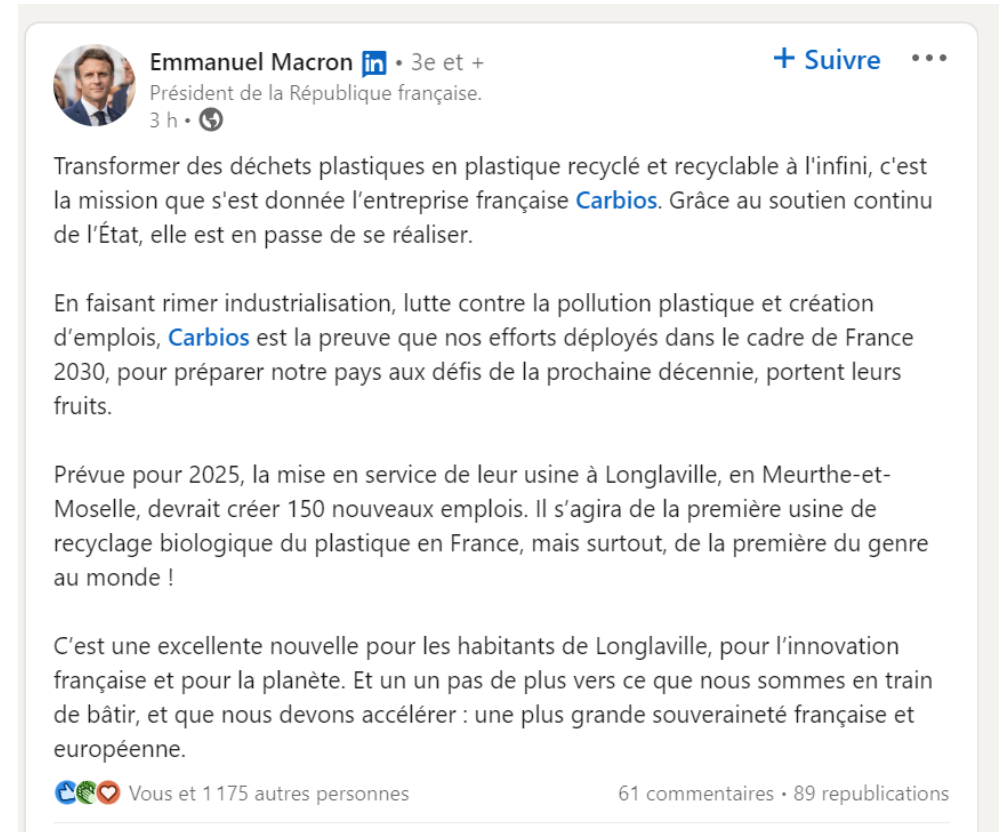 Emmanuel Macron in • 3e et +
+ Suivre •••
Président de la République française.
3 h •
Transformer des déchets plastiques en plastique recyclé et recyclable à l'infini, c'est
la mission que s'est donnée l’entreprise française Carbios. Grâce au soutien continu
de l’État, elle est en passe de se réaliser.
En faisant rimer industrialisation, lutte contre la pollution plastique et création
d’emplois, Carbios est la preuve que nos efforts déployés dans le cadre de France
2030, pour préparer notre pays aux défis de la prochaine décennie, portent leurs
fruits.
Prévue pour 2025, la mise en service de leur usine à Longlaville, en Meurthe-et-
Moselle, devrait créer 150 nouveaux emplois. Il s’agira de la première usine de
recyclage biologique du plastique en France, mais surtout, de la première du genre
au monde !
C’est une excellente nouvelle pour les habitants de Longlaville, pour l’innovation
française et pour la planète. Et un un pas de plus vers ce que nous sommes en train
de bâtir, et que nous devons accélérer : une plus grande souveraineté française et
européenne.
Vous et 1 175 autres personnes
61 commentaires • 89 republications